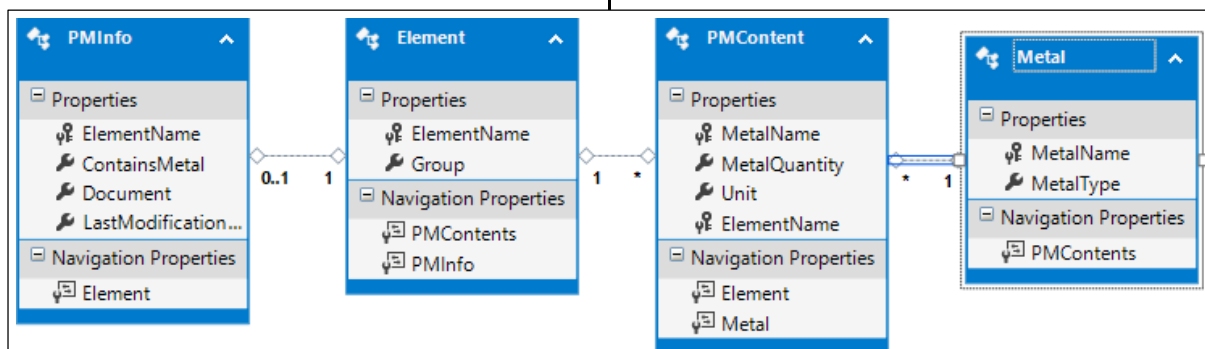 PMInfo
Properties
ElementName
ContainsMetal
Document
LastModification...
Navigation Properties
Element
0..1 1
Element
Properties
ElementName
Group
Navigation Properties
PMContents
PMInfo
1 *
PMContent
Properties
MetalName
MetalQuantity
Unit
ElementName
Navigation Properties
Element
Metal
* 1
Metal
Properties
MetalName
MetalType
Navigation Properties
PMContents